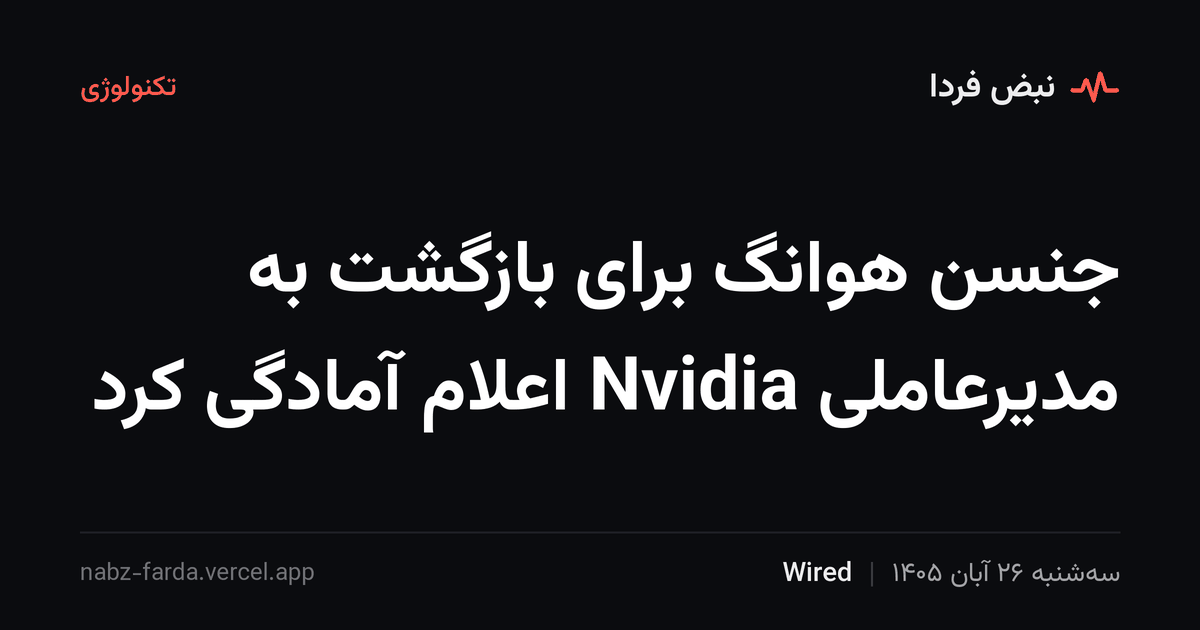 نبض فردا
تکنولوژی
جنسن هوانگ برای بازگشت به
مدیرعاملی Nvidia اعلام آمادگی کرد
سه‌شنبه ۲۶ آبان ۱۴۰۵ | Wired
nabz-farda.vercel.app